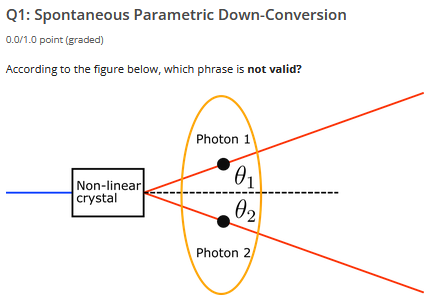 Q1: Spontaneous Parametric Down-Conversion
0.0/1.0 point (graded)
According to the figure below, which phrase is not valid?
Photon 1
θ1
Non-linear
crystal
θ2
Photon 2